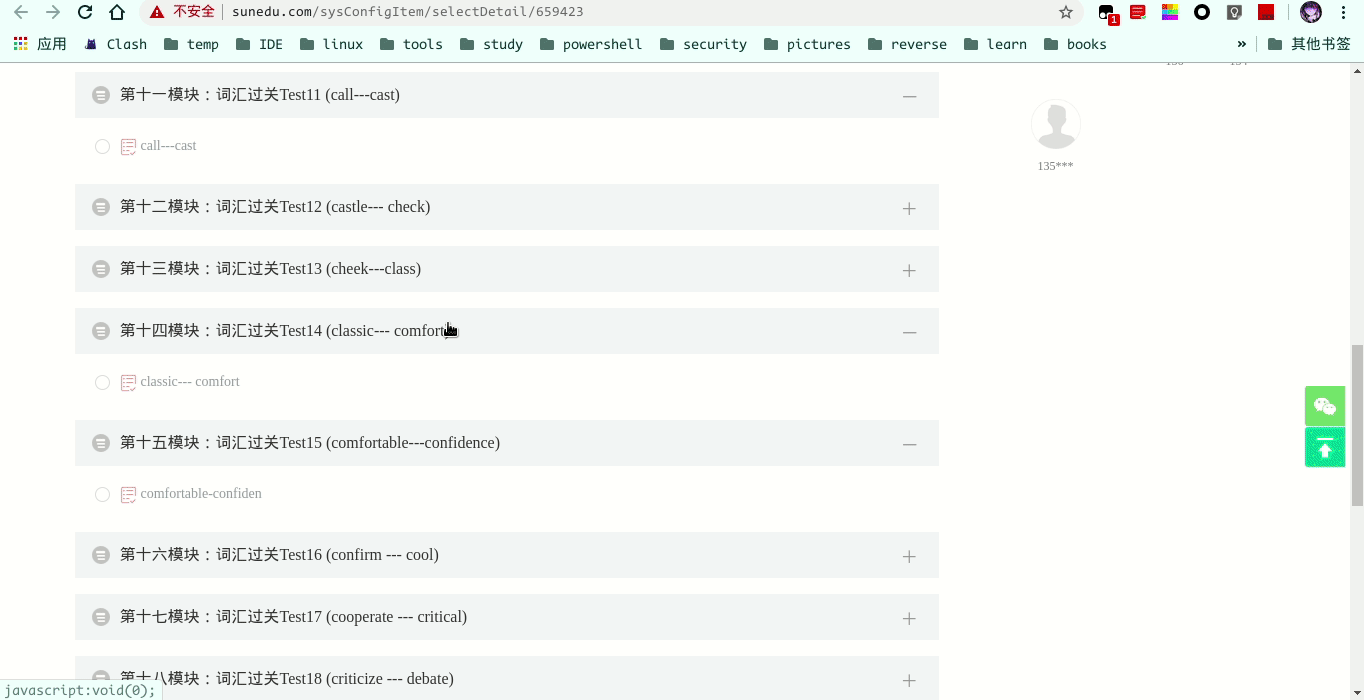 不安全 sunedu.com/sysConfigItem/selectDetail/659423
1
应用 Clash temp IDE linux tools study powershell security pictures reverse learn books » 其他书签
第十一模块：词汇过关Test11 (call---cast)
call---cast
135***
第十二模块：词汇过关Test12 (castle--- check)
第十三模块：词汇过关Test13 (cheek---class)
第十四模块：词汇过关Test14 (classic--- comfort
classic--- comfort
第十五模块：词汇过关Test15 (comfortable---confidence)
comfortable-confiden
第十六模块：词汇过关Test16 (confirm --- cool)
第十七模块：词汇过关Test17 (cooperate --- critical)
第十八模块：词汇过关Test18 (criticize --- debate)
javascript:void(0);